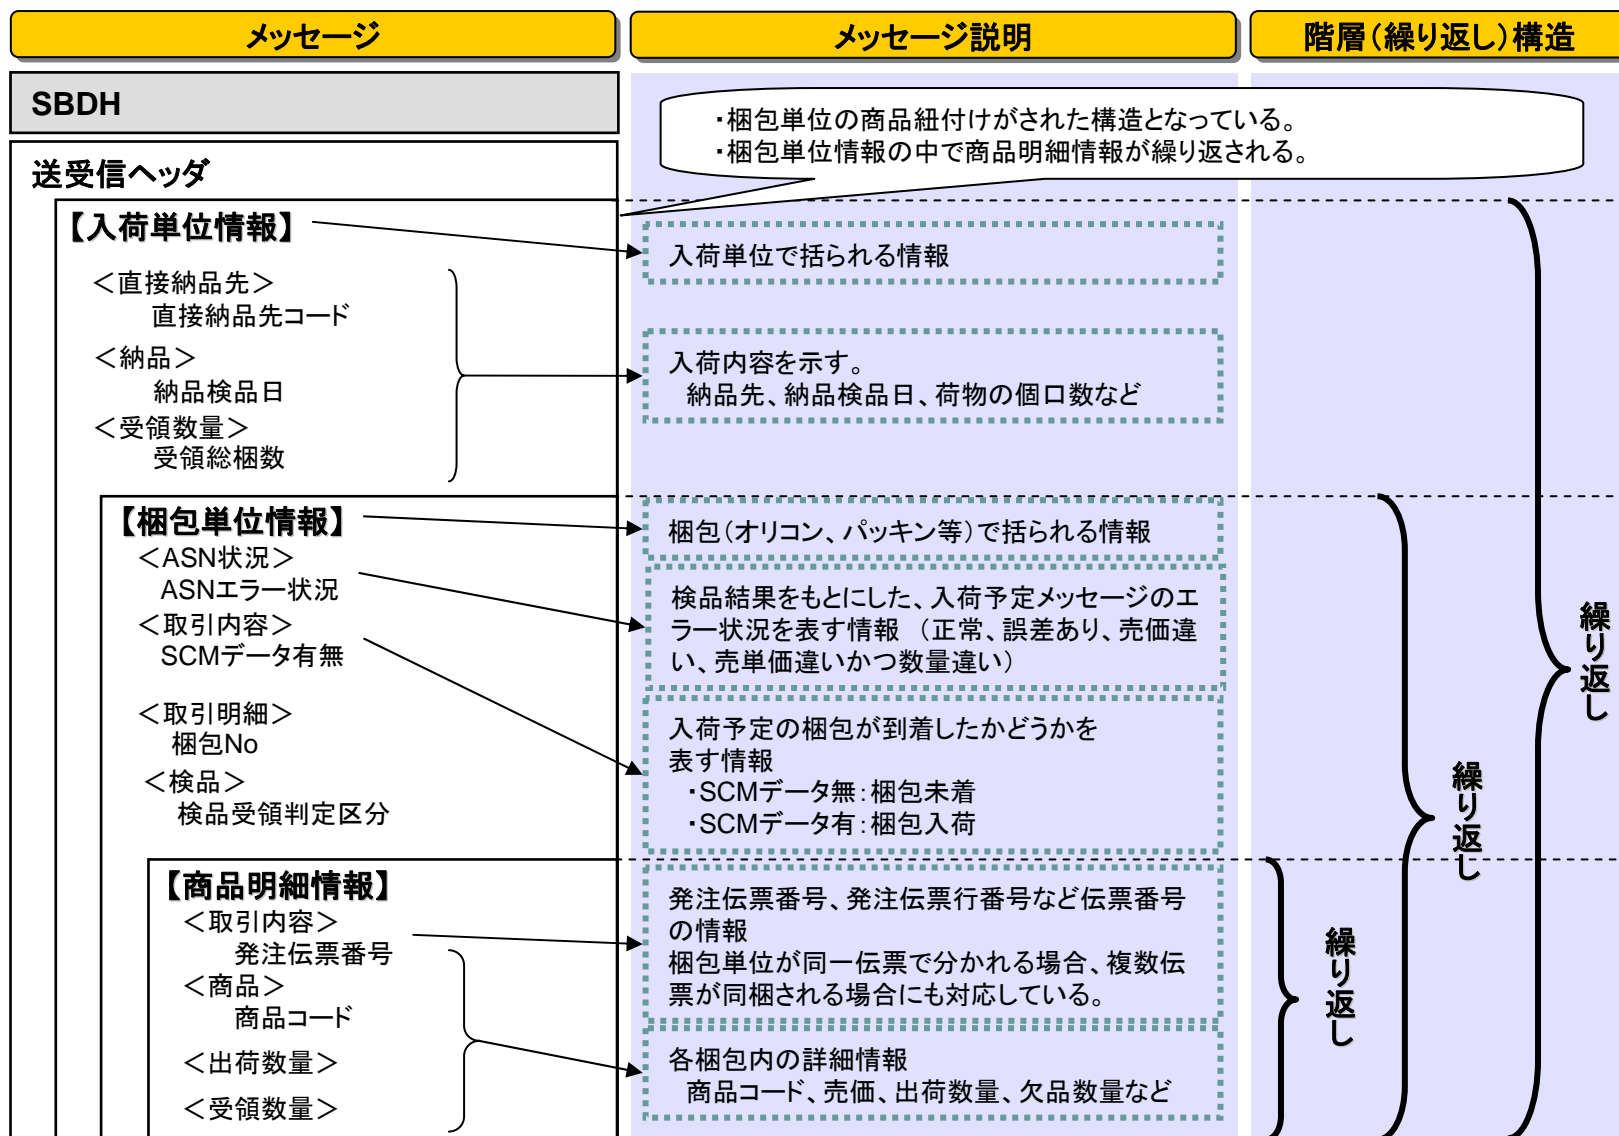 メッセージ
メッセージ説明
階層（繰り返し）構造
SBDH
・梱包単位の商品紐付けがされた構造となっている。
・梱包単位情報の中で商品明細情報が繰り返される。
送受信ヘッダ
【入荷単位情報】
入荷単位で括られる情報
＜直接納品先＞
直接納品先コード
＜納品＞
納品検品日
＜受領数量＞
受領総梱数
入荷内容を示す。
納品先、納品検品日、荷物の個口数など
【梱包単位情報】
梱包（オリコン、パッキン等）で括られる情報
＜ASN状況＞
ASNエラー状況
＜取引内容＞
SCMデータ有無
＜取引明細＞
梱包No
＜検品＞
検品受領判定区分
検品結果をもとにした、入荷予定メッセージのエ
ラー状況を表す情報　（正常、誤差あり、売価違
い、売単価違いかつ数量違い）
入荷予定の梱包が到着したかどうかを
表す情報
・SCMデータ無：梱包未着
・SCMデータ有：梱包入荷
【商品明細情報】
＜取引内容＞
発注伝票番号
＜商品＞
商品コード
＜出荷数量＞
＜受領数量＞
発注伝票番号、発注伝票行番号など伝票番号
の情報
梱包単位が同一伝票で分かれる場合、複数伝
票が同梱される場合にも対応している。
各梱包内の詳細情報
商品コード、売価、出荷数量、欠品数量など
繰り返し
繰り返し
繰り返し